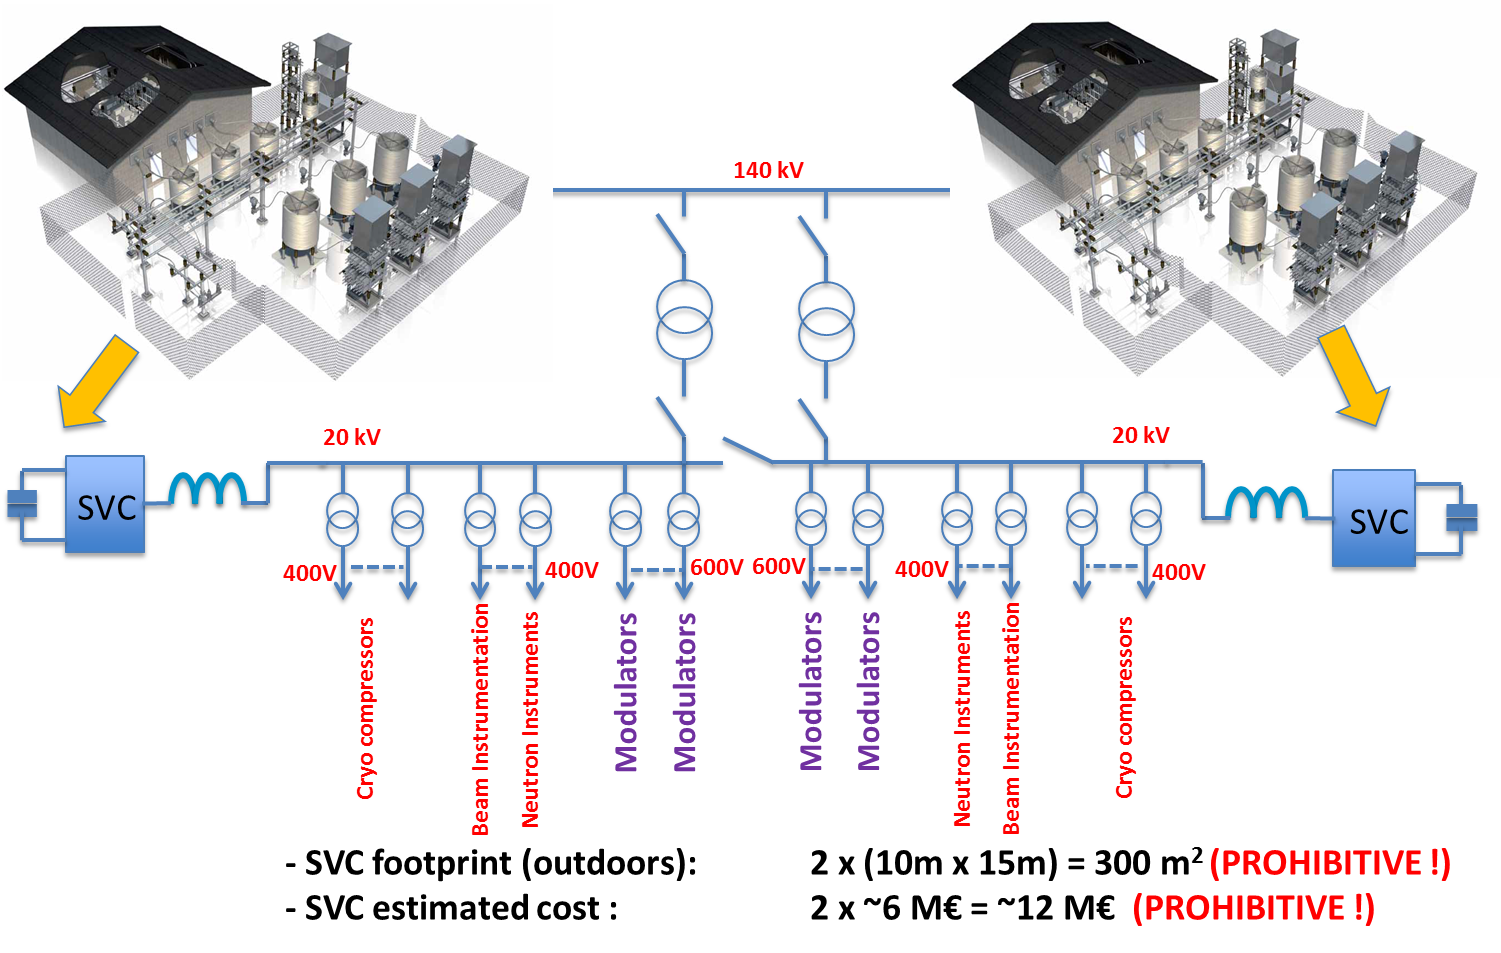 140 kV
20 kV
20 kV
SVC
SVC
400V
400V
600V
600V
400V
400V
Cryo compressors
Beam Instrumentation
Neutron Instruments
Modulators
Modulators
Modulators
Modulators
Neutron Instruments
Beam Instrumentation
Cryo compressors
- SVC footprint (outdoors): 2 x (10m x 15m) = 300 m² (PROHIBITIVE !)
- SVC estimated cost : 2 x ~6 M€ = ~12 M€ (PROHIBITIVE !)